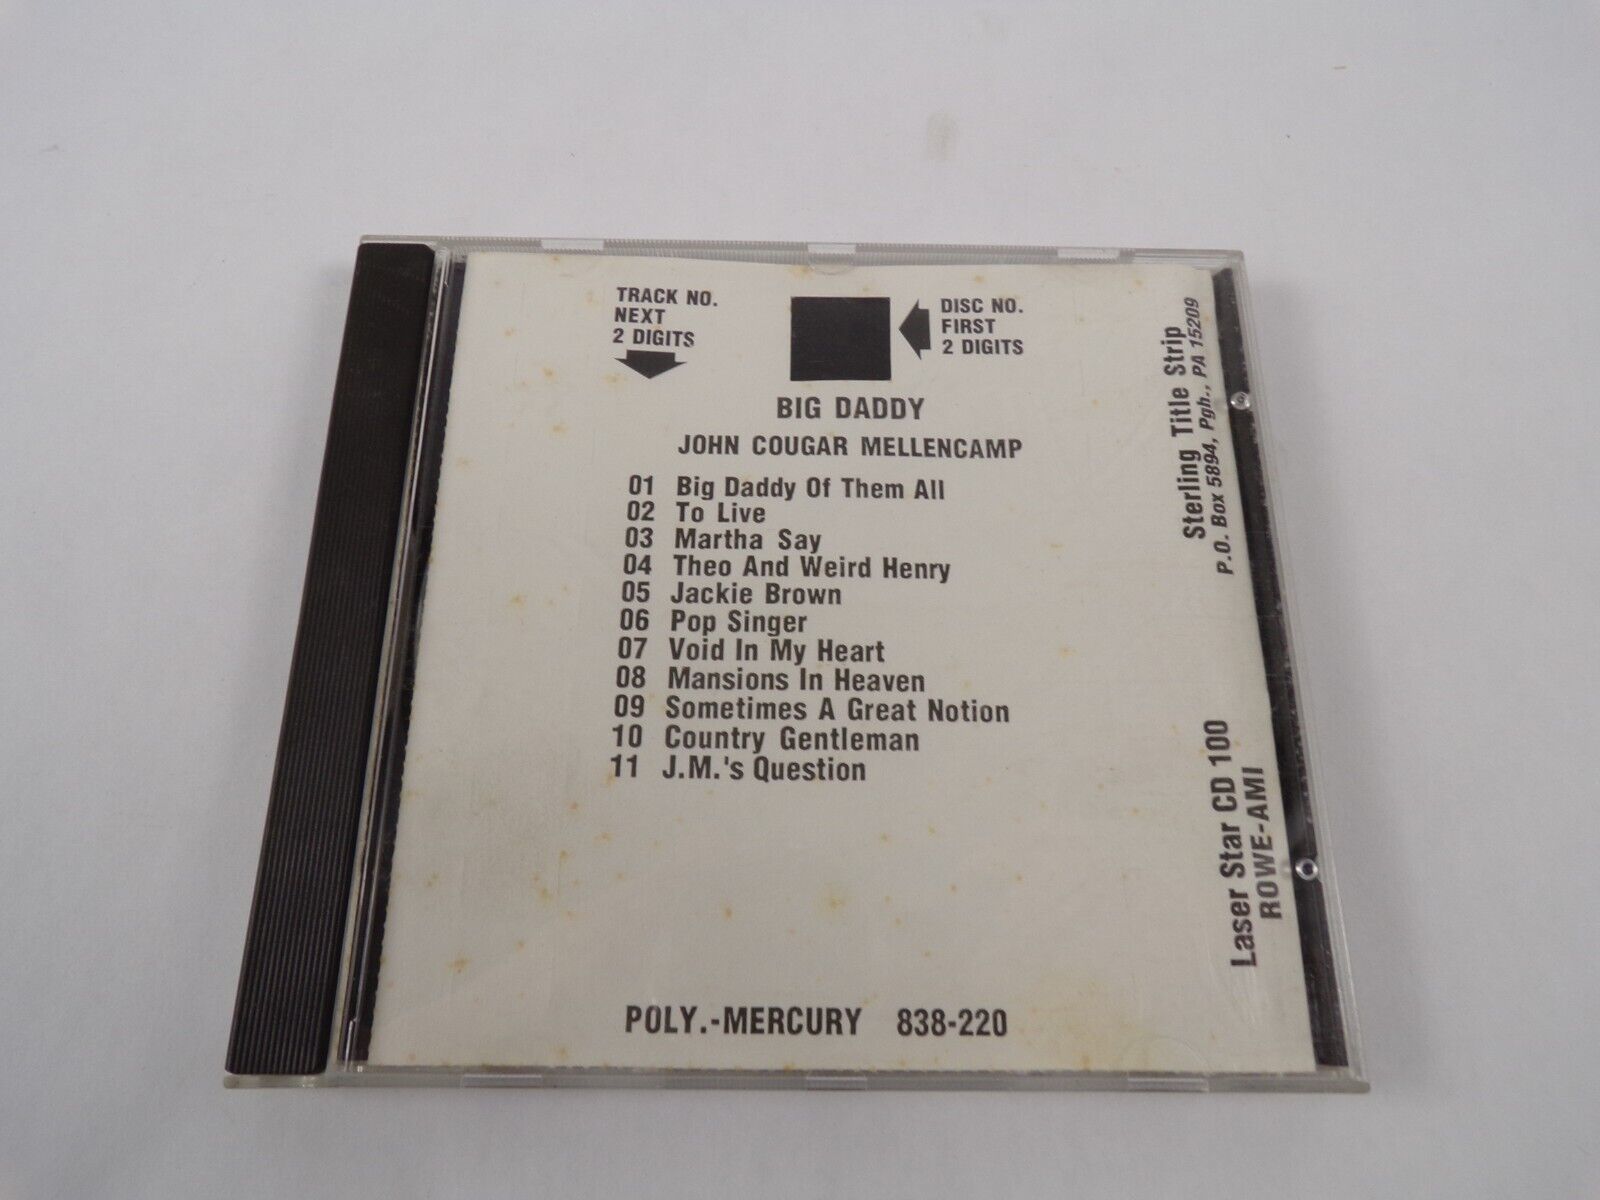 TRACK NO.
NEXT
2 DIGITS
DISC NO.
FIRST
2 DIGITS
BIG DADDY
JOHN COUGAR MELLENCAMP
01 Big Daddy Of Them All
02 To Live
03 Martha Say
04 Theo And Weird Henry
05 Jackie Brown
06 Pop Singer
07 Void In My Heart
08 Mansions In Heaven
09 Sometimes A Great Notion
10 Country Gentleman
11 J.M.'s Question
POLY.-MERCURY 838-220
Sterling Title Strip
P.O. Box 5894, Pgh., PA 15209
Laser Star CD 100
ROWE-AMI